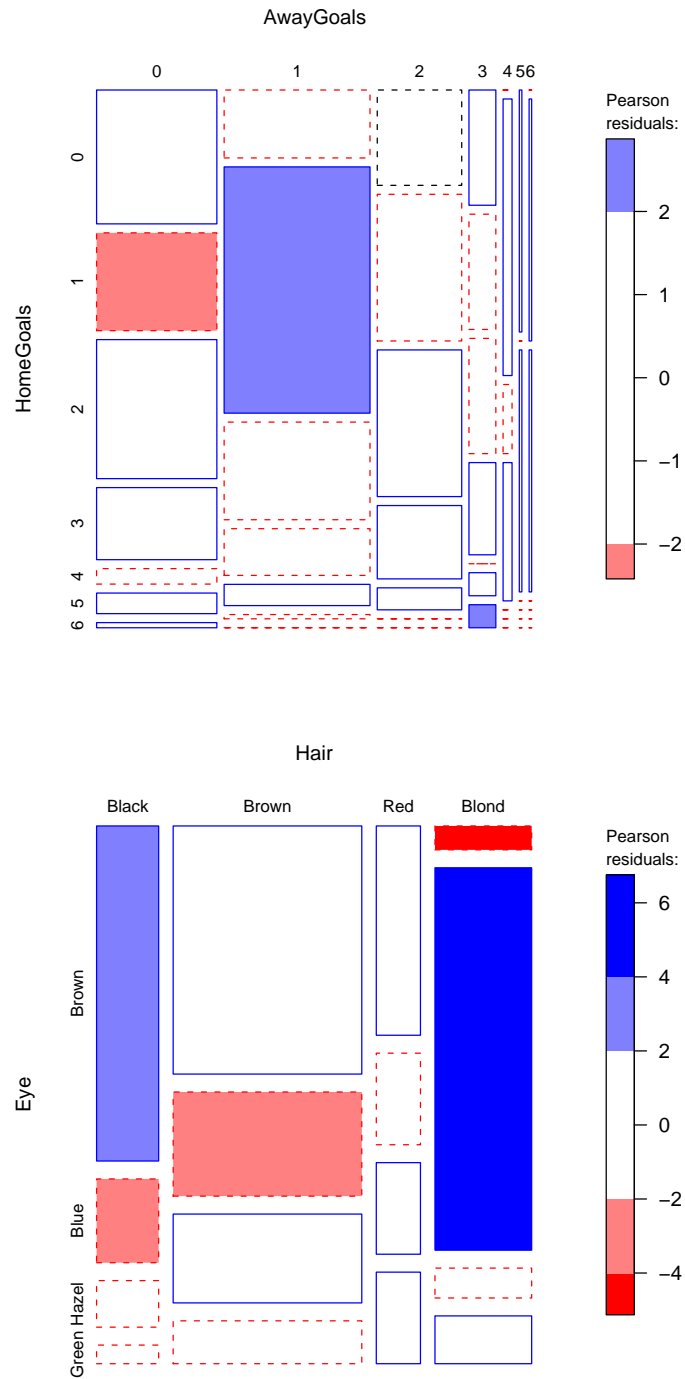 AwayGoals
0 1 2 3 4 5 6
HomeGoals
0
1
2
3
4
5
6
Pearson
residuals:
2
1
0
−1
−2
Hair
Black Brown Red Blond
Eye
Brown
Blue
Hazel
Green
Pearson
residuals:
6
4
2
0
−2
−4